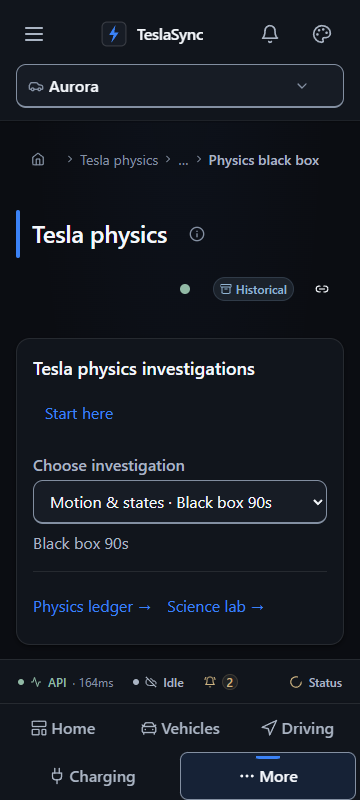 TeslaSync
Aurora
Tesla physics
...
Physics black box
Tesla physics
Historical
Tesla physics investigations
Start here
Choose investigation
Motion & states · Black box 90s
Black box 90s
Physics ledger → Science lab →
API · 164ms Idle 2 Status
Home Vehicles Driving
Charging More